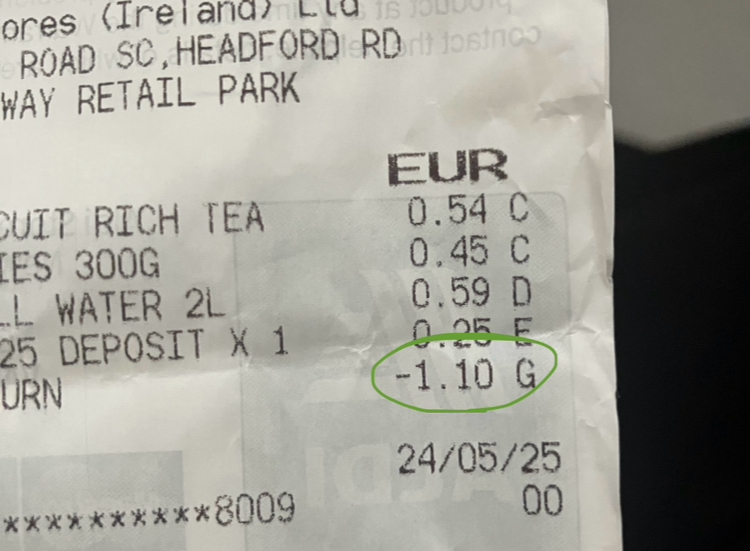 ores (Ireland) Ltd
ROAD SC,HEADFORD RD
WAY RETAIL PARK
EUR
CUIT RICH TEA 0.54 C
IES 300G 0.45 C
LL WATER 2L 0.59 D
25 DEPOSIT X 1 0.25 E
URN -1.10 G
24/05/25
**********8009 00